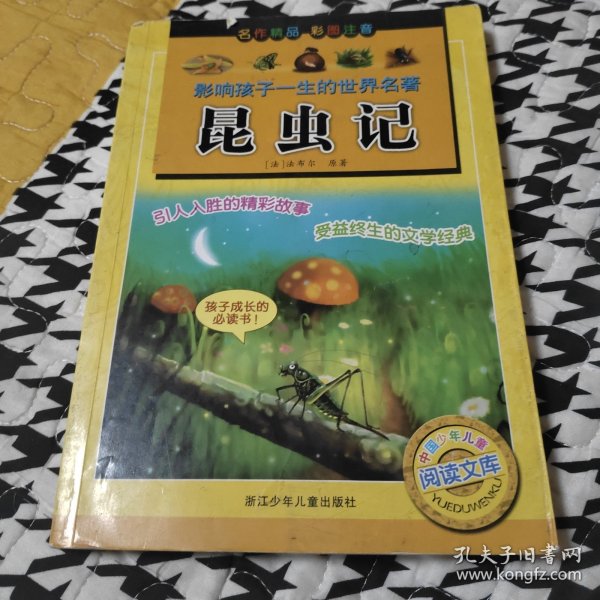 名作精品 彩图注音
影响孩子一生的世界名著
昆虫记
[法]法布尔 原著
引人入胜的精彩故事
受益终生的文学经典
孩子成长的
必读书!
中国少年儿童
阅读文库
YUEDUWENKU
浙江少年儿童出版社
孔夫子旧书网
www.kongfz.com